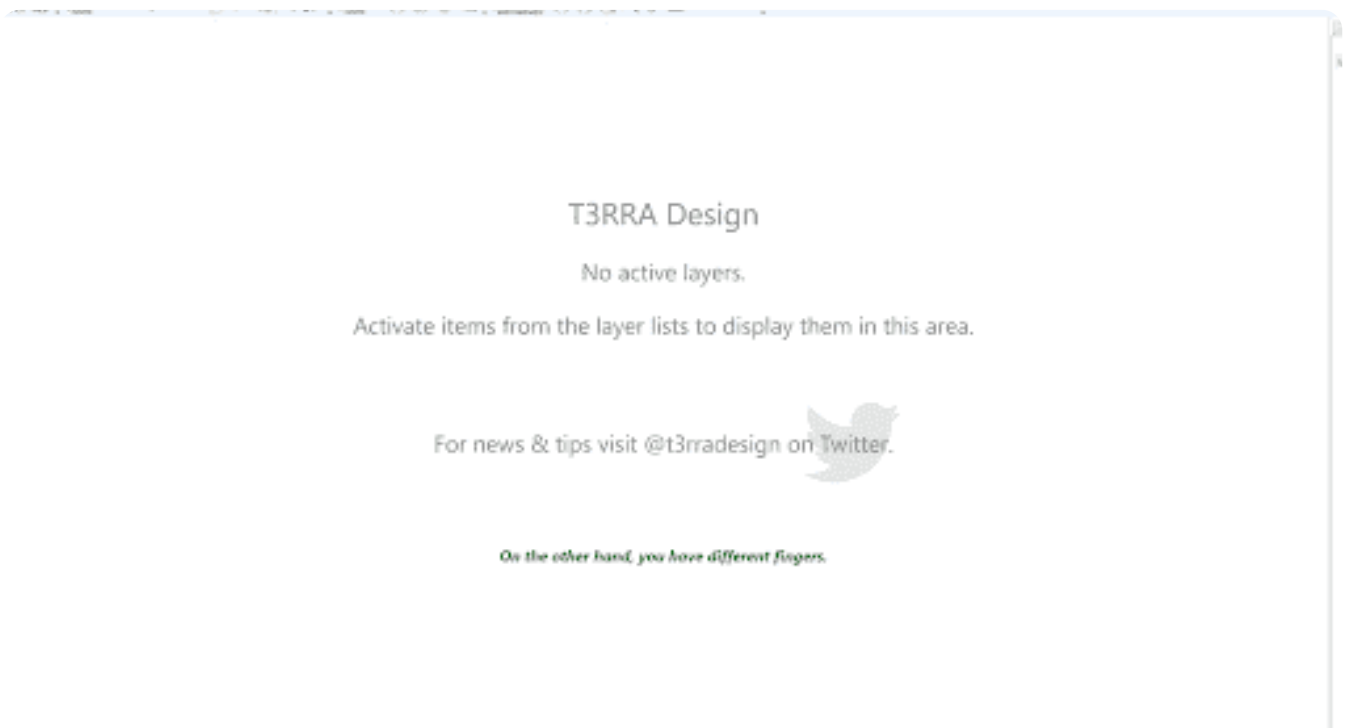 T3RRA Design
No active layers.
Activate items from the layer lists to display them in this area.
For news & tips visit @t3rradesign on Twitter.
On the other hand, you have different fingers.